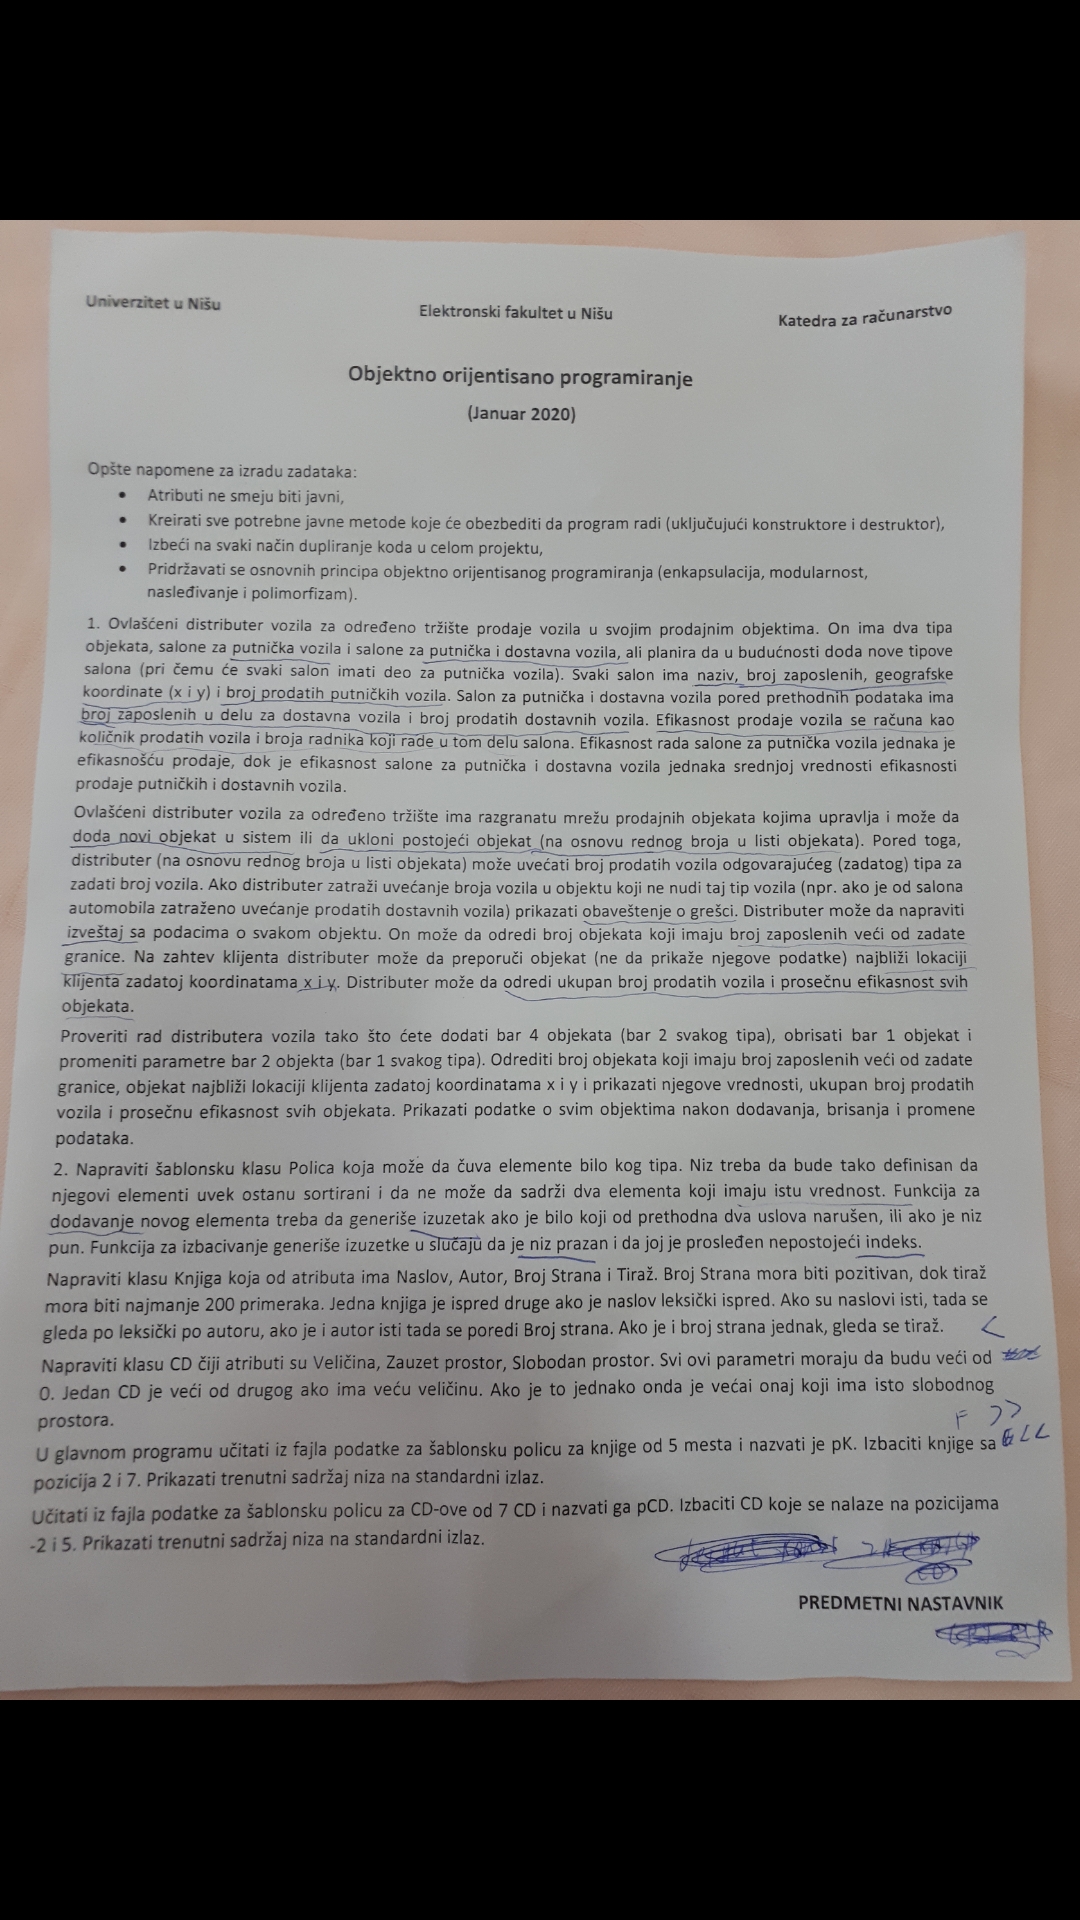 Univerzitet u Nišu
Elektronski fakultet u Nišu
Katedra za računarstvo
Objektno orijentisano programiranje
(Januar 2020)
Opšte napomene za izradu zadataka:
• Atributi ne smeju biti javni,
• Kreirati sve potrebne javne metode koje će obezbediti da program radi (uključujući konstruktore i destruktor),
• Izbeći na svaki način dupliranje koda u celom projektu,
• Pridržavati se osnovnih principa objektno orijentisanog programiranja (enkapsulacija, modularnost,
nasleđivanje i polimorfizam).
1. Ovlašćeni distributer vozila za određeno tržište prodaje vozila u svojim prodajnim objektima. On ima dva tipa
objekata, salone za putnička vozila i salone za putnička i dostavna vozila, ali planira da u budućnosti doda nove tipove
salona (pri čemu će svaki salon imati deo za putnička vozila). Svaki salon ima naziv, broj zaposlenih, geografske
koordinate (x i y) i broj prodatih putničkih vozila. Salon za putnička i dostavna vozila pored prethodnih podataka ima
broj zaposlenih u delu za dostavna vozila i broj prodatih dostavnih vozila. Efikasnost prodaje vozila se računa kao
količnik prodatih vozila i broja radnika koji rade u tom delu salona. Efikasnost rada salone za putnička vozila jednaka je
efikasnošću prodaje, dok je efikasnost salone za putnička i dostavna vozila jednaka srednjoj vrednosti efikasnosti
prodaje putničkih i dostavnih vozila.
Ovlašćeni distributer vozila za određeno tržište ima razgranatu mrežu prodajnih objekata kojima upravlja i može da
doda novi objekat u sistem ili da ukloni postojeći objekat (na osnovu rednog broja u listi objekata). Pored toga,
distributer (na osnovu rednog broja u listi objekata) može uvećati broj prodatih vozila odgovarajućeg (zadatog) tipa za
zadati broj vozila. Ako distributer zatraži uvećanje broja vozila u objektu koji ne nudi taj tip vozila (npr. ako je od salona
automobila zatraženo uvećanje prodatih dostavnih vozila) prikazati obaveštenje o grešci. Distributer može da napraviti
izveštaj sa podacima o svakom objektu. On može da odredi broj objekata koji imaju broj zaposlenih veći od zadate
granice. Na zahtev klijenta distributer može da preporuči objekat (ne da prikaže njegove podatke) najbliži lokaciji
klijenta zadatoj koordinatama x i y. Distributer može da odredi ukupan broj prodatih vozila i prosečnu efikasnost svih
objekata.
Proveriti rad distributera vozila tako što ćete dodati bar 4 objekata (bar 2 svakog tipa), obrisati bar 1 objekat i
promeniti parametre bar 2 objekta (bar 1 svakog tipa). Odrediti broj objekata koji imaju broj zaposlenih veći od zadate
granice, objekat najbliži lokaciji klijenta zadatoj koordinatama x i y i prikazati njegove vrednosti, ukupan broj prodatih
vozila i prosečnu efikasnost svih objekata. Prikazati podatke o svim objektima nakon dodavanja, brisanja i promene
podataka.
2. Napraviti šablonsku klasu Polica koja može da čuva elemente bilo kog tipa. Niz treba da bude tako definisan da
njegovi elementi uvek ostanu sortirani i da ne može da sadrži dva elementa koji imaju istu vrednost. Funkcija za
dodavanje novog elementa treba da generiše izuzetak ako je bilo koji od prethodna dva uslova narušen, ili ako je niz
pun. Funkcija za izbacivanje generiše izuzetke u slučaju da je niz prazan i da joj je prosleđen nepostojeći indeks.
Napraviti klasu Knjiga koja od atributa ima Naslov, Autor, Broj Strana i Tiraž. Broj Strana mora biti pozitivan, dok tiraž
mora biti najmanje 200 primeraka. Jedna knjiga je ispred druge ako je naslov leksički ispred. Ako su naslovi isti, tada se
gleda po leksički po autoru, ako je i autor isti tada se poredi Broj strana. Ako je i broj strana jednak, gleda se tiraž. <
Napraviti klasu CD čiji atributi su Veličina, Zauzet prostor, Slobodan prostor. Svi ovi parametri moraju da budu veći od
0. Jedan CD je veći od drugog ako ima veću veličinu. Ako je to jednako onda je većai onaj koji ima isto slobodnog
prostora.
F >>
U glavnom programu učitati iz fajla podatke za šablonsku policu za knjige od 5 mesta i nazvati je pK. Izbaciti knjige sa <<
pozicija 2 i 7. Prikazati trenutni sadržaj niza na standardni izlaz.
Učitati iz fajla podatke za šablonsku policu za CD-ove od 7 CD i nazvati ga pCD. Izbaciti CD koje se nalaze na pozicijama
-2 i 5. Prikazati trenutni sadržaj niza na standardni izlaz.
PREDMETNI NASTAVNIK